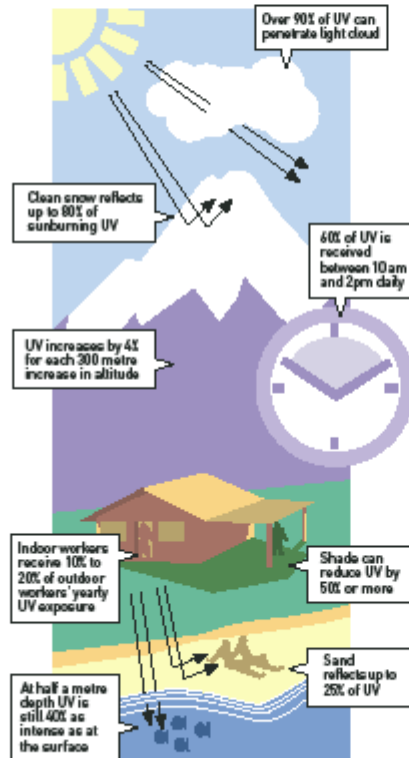 Over 90% of UV can
penetrate light cloud
Clean snow reflects
up to 80% of
sunburning UV
60% of UV is
received
between 10am
and 2pm daily
UV increases by 4%
for each 300 metre
increase in altitude
Indoor workers
receive 10% to
20% of outdoor
workers' yearly
UV exposure
Shade can
reduce UV by
50% or more
Sand
reflects up to
25% of UV
At half a metre
depth UV is
still 40% as
intense as at
the surface